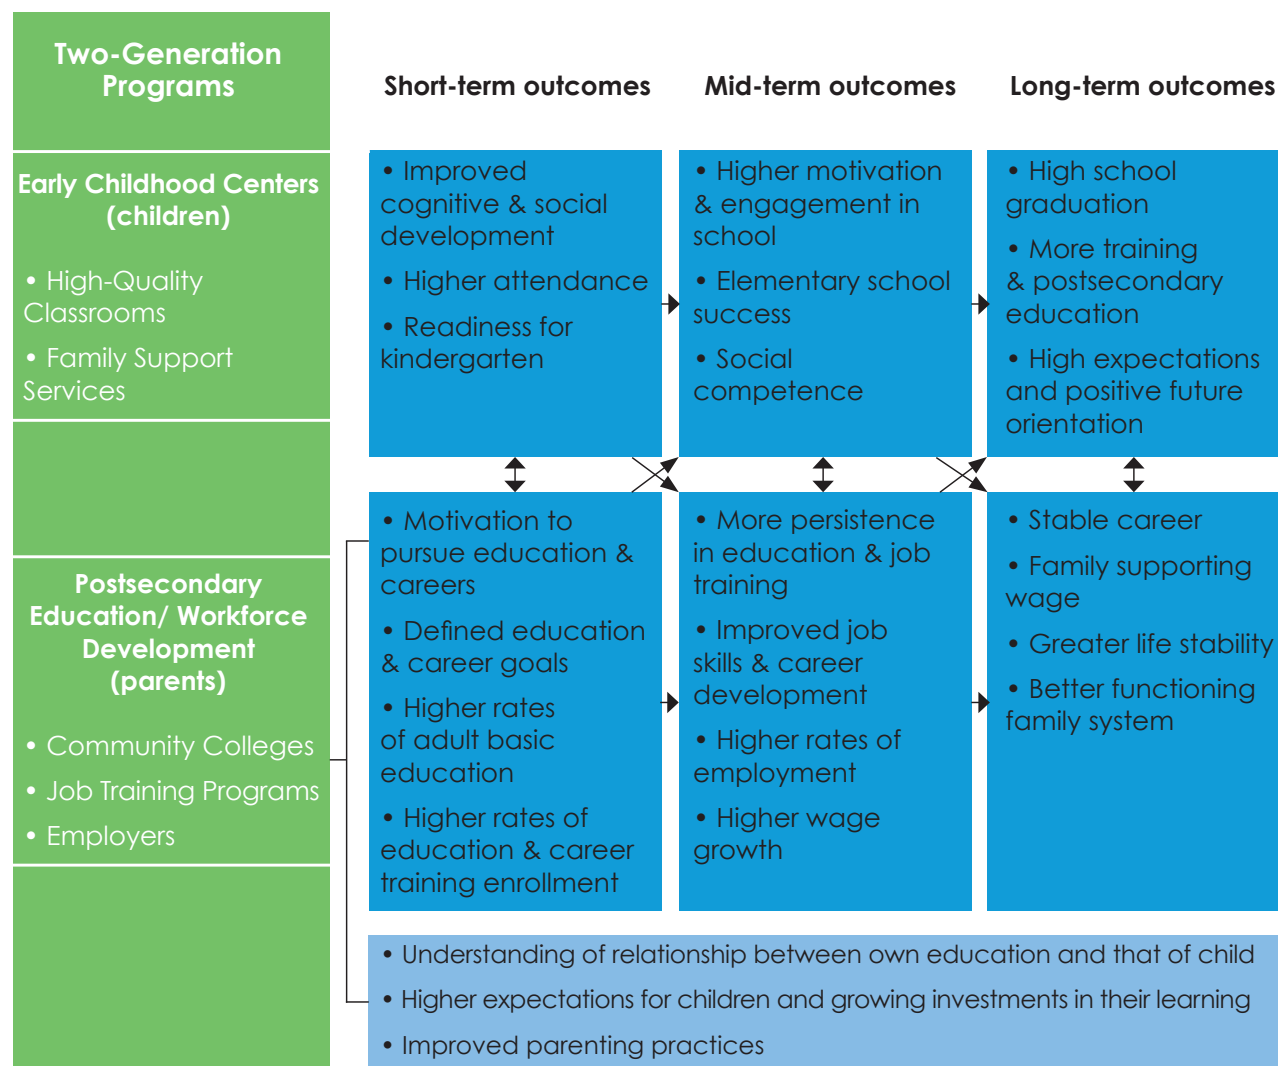 Two-Generation
Programs
Short-term outcomes
Mid-term outcomes
Long-term outcomes
Early Childhood Centers
(children)
• High-Quality
Classrooms
• Family Support
Services
• Improved
cognitive & social
development
• Higher attendance
• Readiness for
kindergarten
• Higher motivation
& engagement in
school
• Elementary school
success
• Social
competence
• High school
graduation
• More training
& postsecondary
education
• High expectations
and positive future
orientation
Postsecondary
Education/ Workforce
Development
(parents)
• Community Colleges
• Job Training Programs
• Employers
• Motivation to
pursue education &
careers
• Defined education
& career goals
• Higher rates
of adult basic
education
• Higher rates of
education & career
training enrollment
• More persistence
in education & job
training
• Improved job
skills & career
development
• Higher rates of
employment
• Higher wage
growth
• Stable career
• Family supporting
wage
• Greater life stability
• Better functioning
family system
• Understanding of relationship between own education and that of child
• Higher expectations for children and growing investments in their learning
• Improved parenting practices